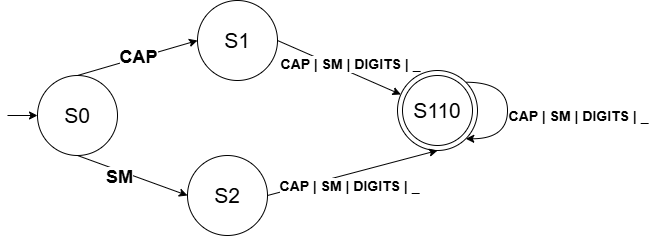 S1
CAP
CAP | SM | DIGITS | _
S0
S110
CAP | SM | DIGITS | _
SM
S2
CAP | SM | DIGITS | _